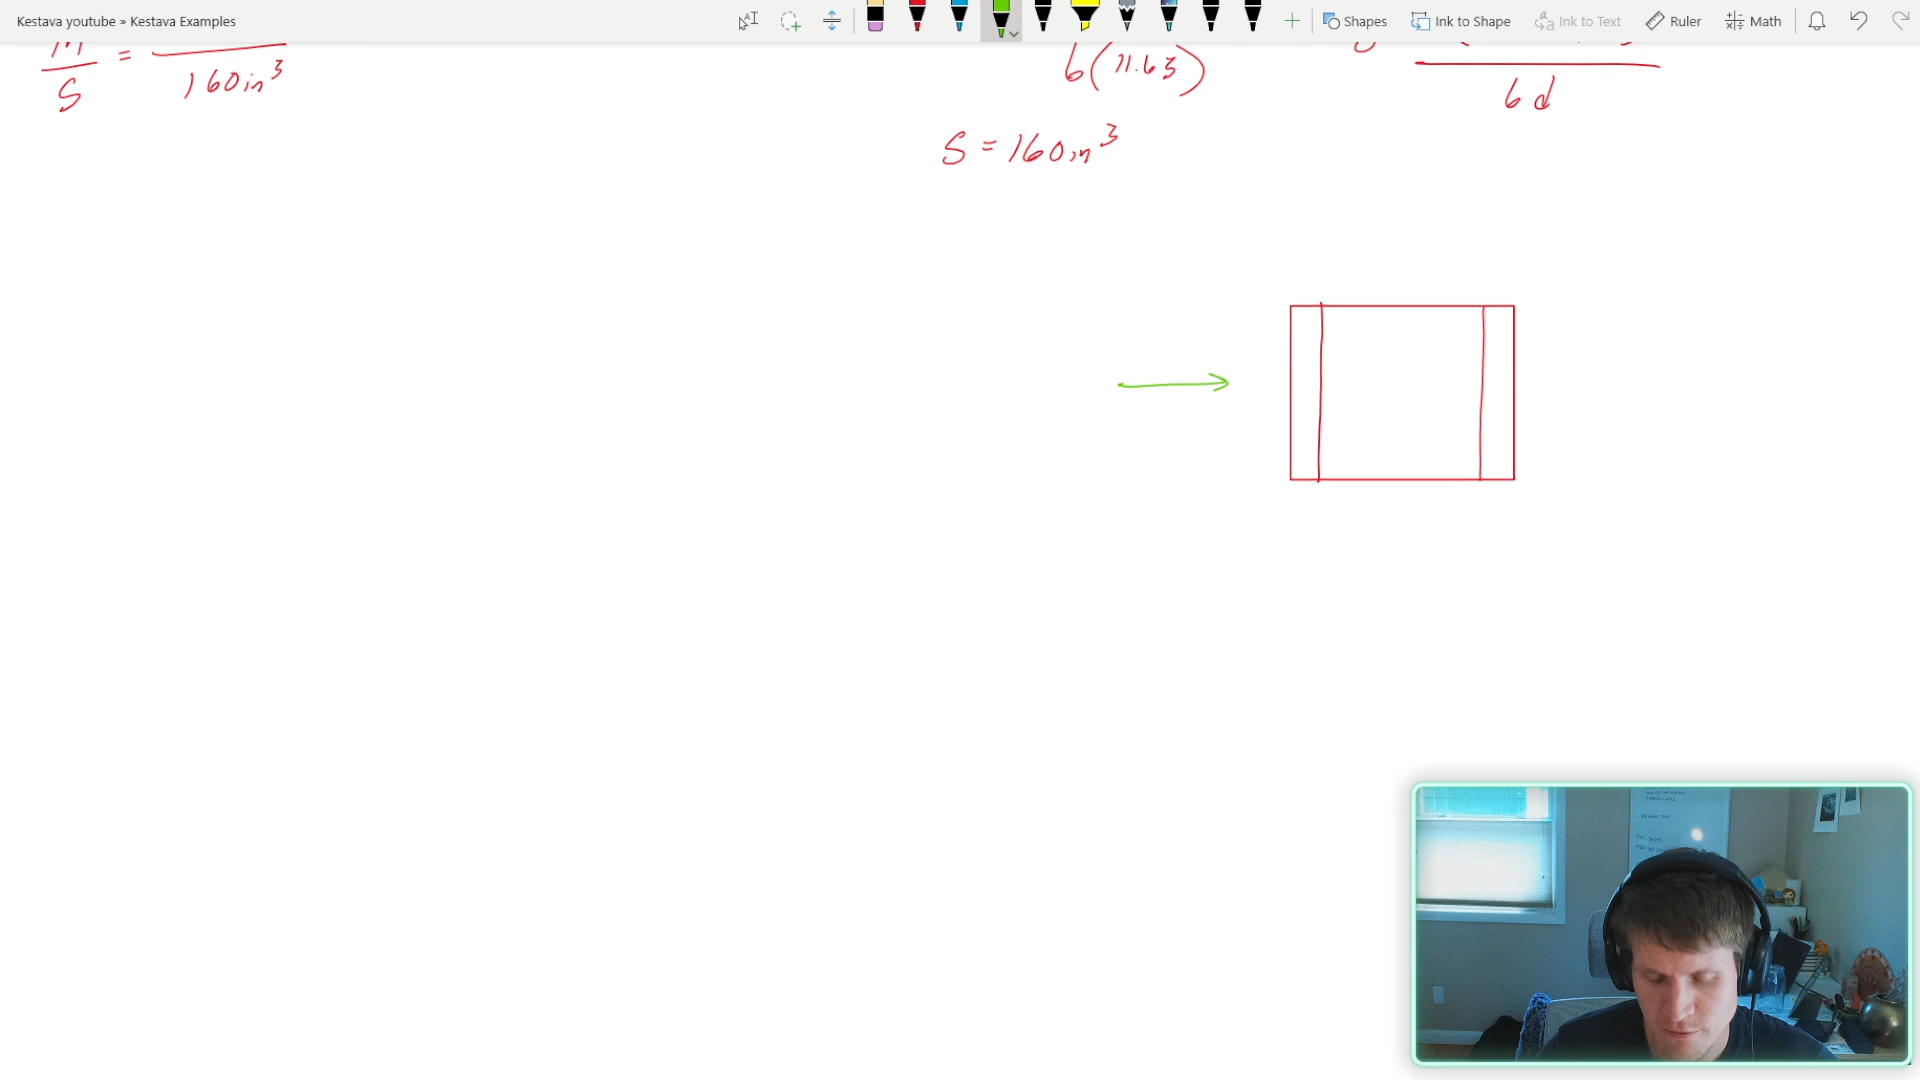 Kestava youtube » Kestava Examples
Shapes
Ink to Shape
Ink to Text
Ruler
Math
M/S = 160in³
6(11.63)
6d
S = 160in³